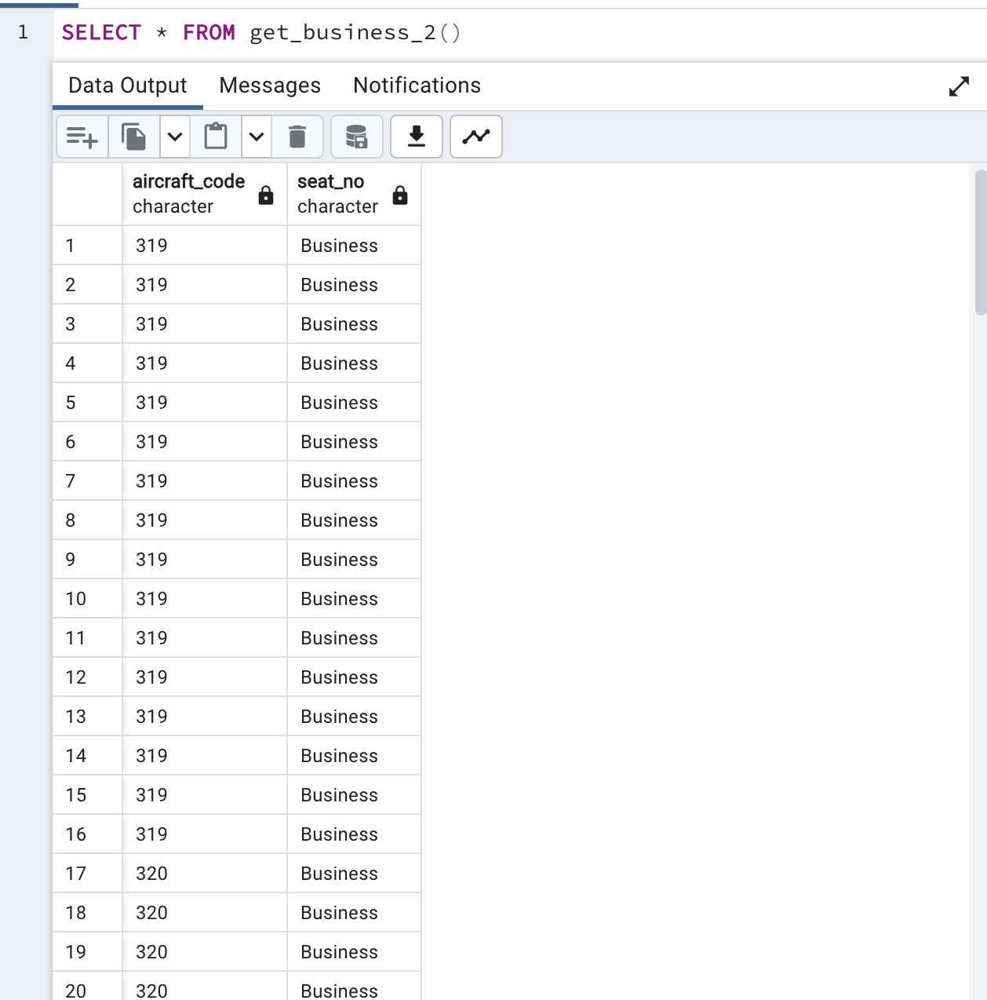 1 SELECT * FROM get_business_2()
Data Output Messages Notifications
aircraft_code seat_no
character character
1 319 Business
2 319 Business
3 319 Business
4 319 Business
5 319 Business
6 319 Business
7 319 Business
8 319 Business
9 319 Business
10 319 Business
11 319 Business
12 319 Business
13 319 Business
14 319 Business
15 319 Business
16 319 Business
17 320 Business
18 320 Business
19 320 Business
20 320 Business